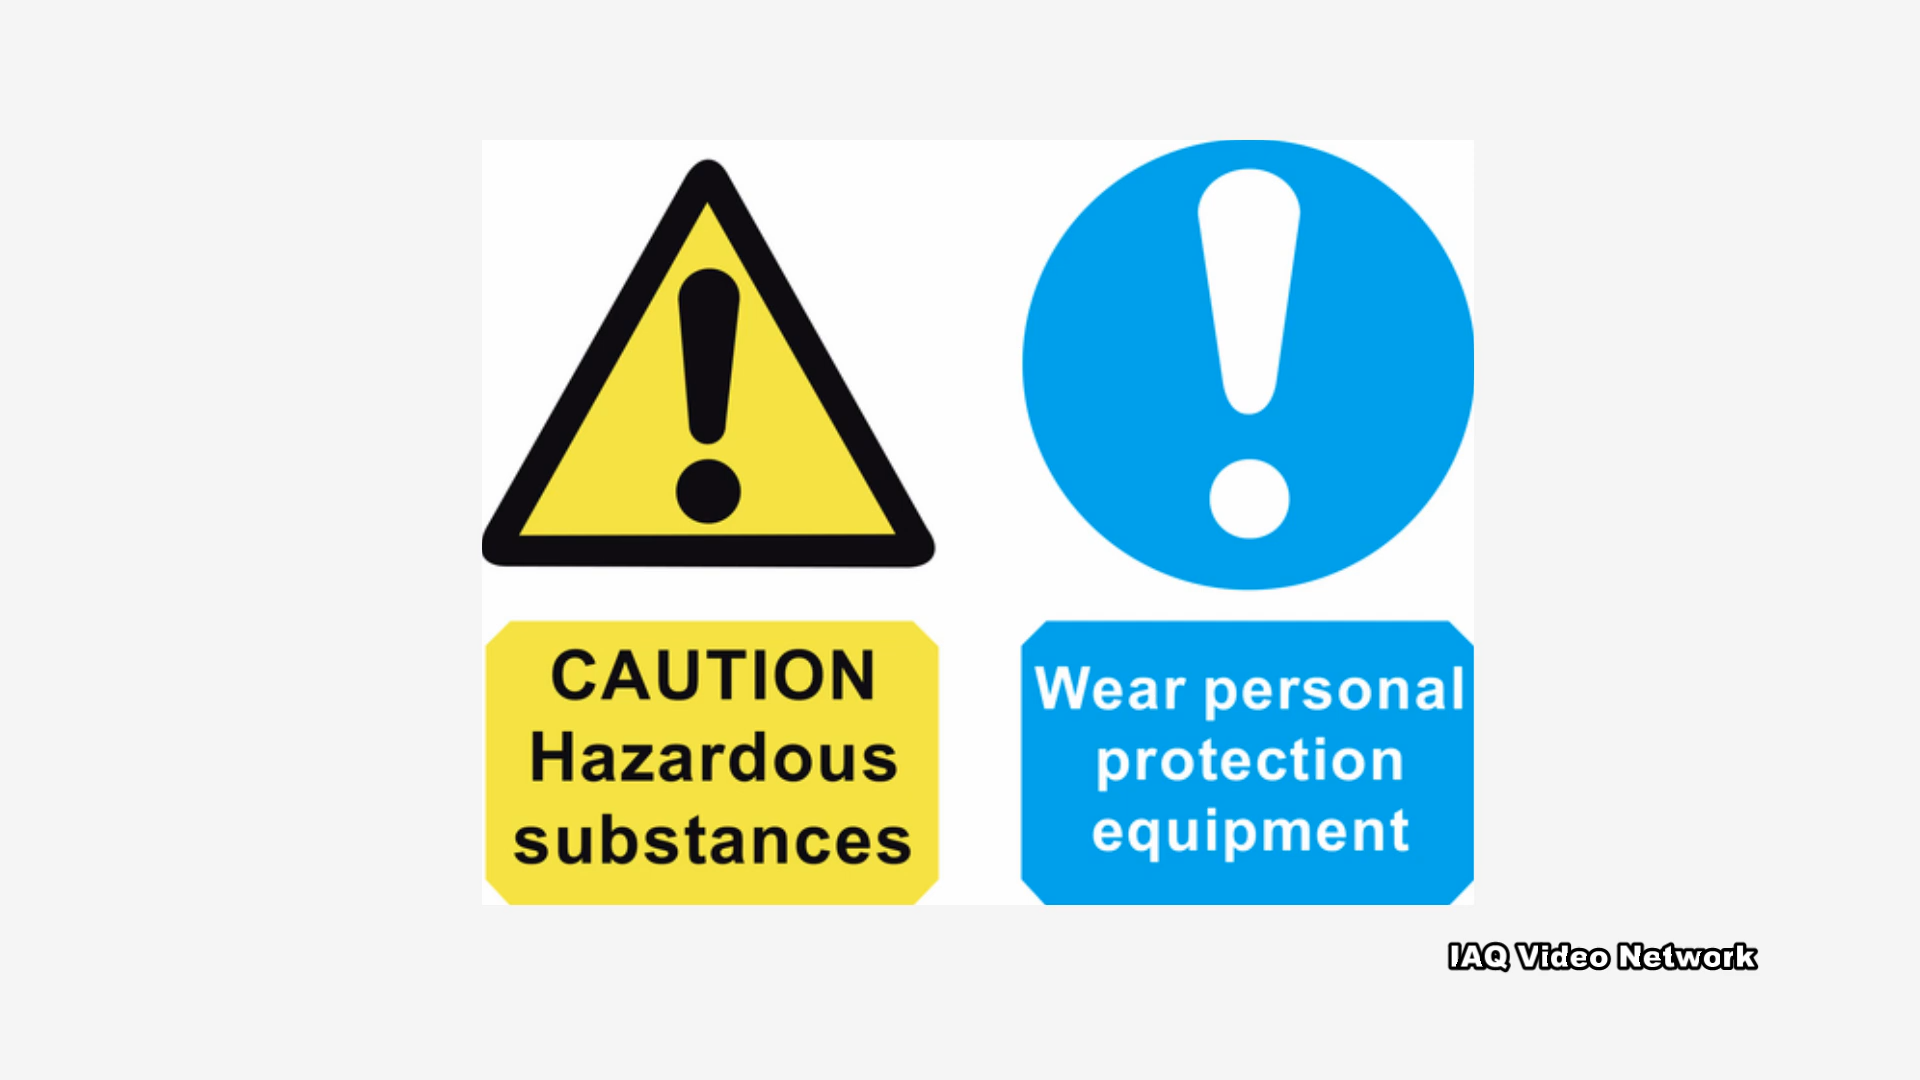 CAUTION
Hazardous
substances
Wear personal
protection
equipment
IAQ Video Network